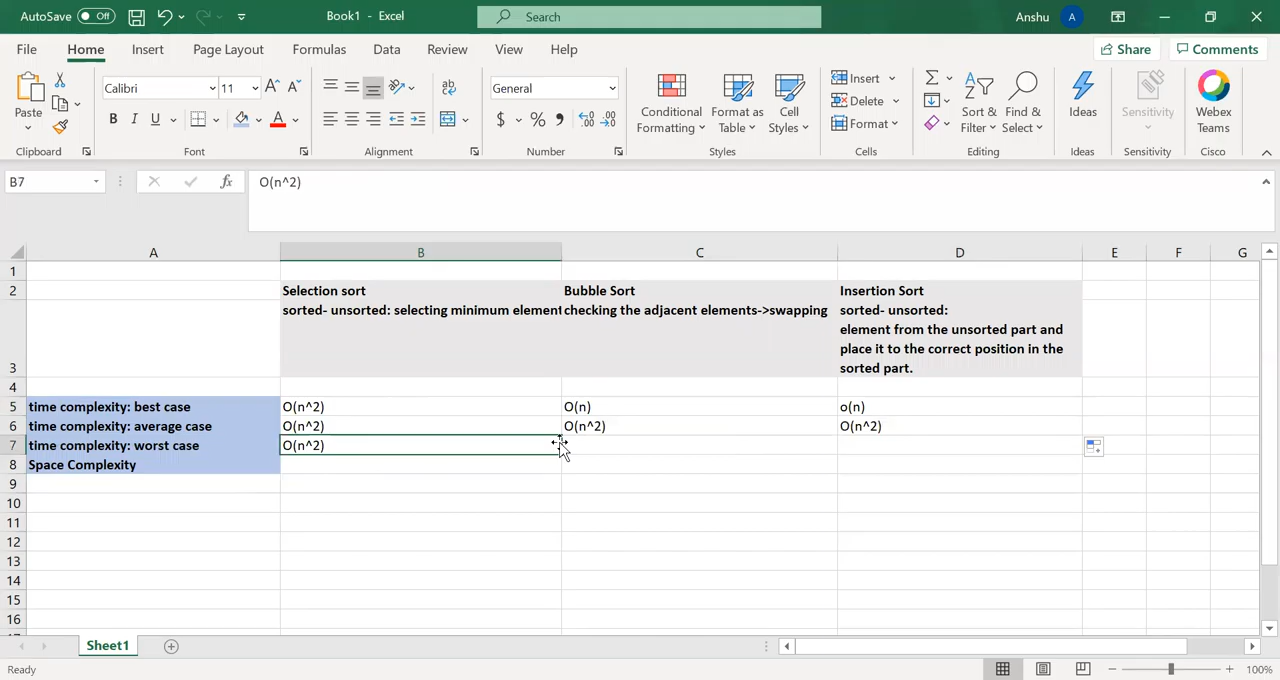 AutoSave Off Book1 - Excel Search Anshu A
File Home Insert Page Layout Formulas Data Review View Help Share Comments
Paste Calibri 11 A A General Conditional Formatting Format as Table Cell Styles Insert Delete Format Sort & Filter Find & Select Ideas Sensitivity Webex Teams
B I U A ab $ %
Clipboard Font Alignment Number Styles Cells Editing Ideas Sensitivity Cisco
B7 fx O(n^2)
A B C D E F G
1
2 Selection sort Bubble Sort Insertion Sort
sorted- unsorted: selecting minimum element checking the adjacent elements->swapping sorted- unsorted:
element from the unsorted part and
place it to the correct position in the
3 sorted part.
4
5 time complexity: best case O(n^2) O(n) o(n)
6 time complexity: average case O(n^2) O(n^2) O(n^2)
7 time complexity: worst case O(n^2)
8 Space Complexity
9
10
11
12
13
14
15
16
Sheet1
Ready 100%